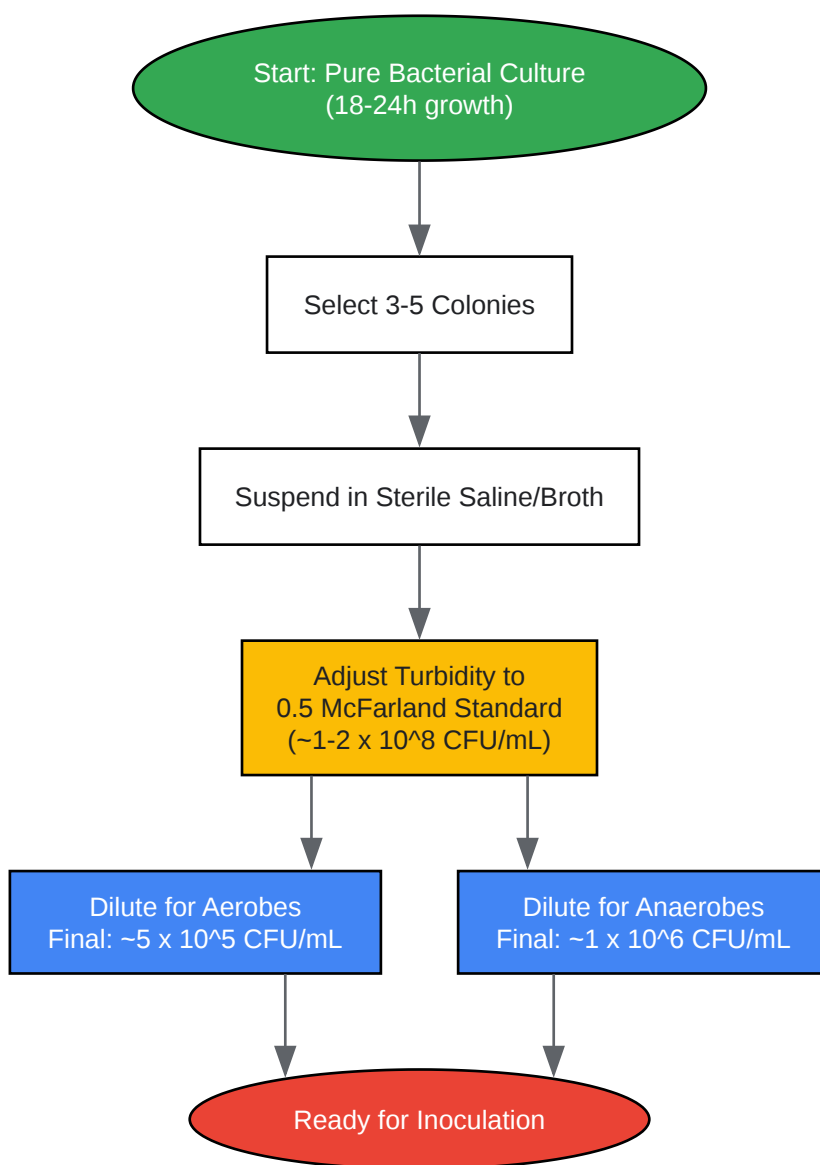 Start: Pure Bacterial Culture
(18-24h growth)
Select 3-5 Colonies
Suspend in Sterile Saline/Broth
Adjust Turbidity to
0.5 McFarland Standard
(~1-2 x 10^8 CFU/mL)
Dilute for Aerobes
Final: ~5 x 10^5 CFU/mL
Dilute for Anaerobes
Final: ~1 x 10^6 CFU/mL
Ready for Inoculation